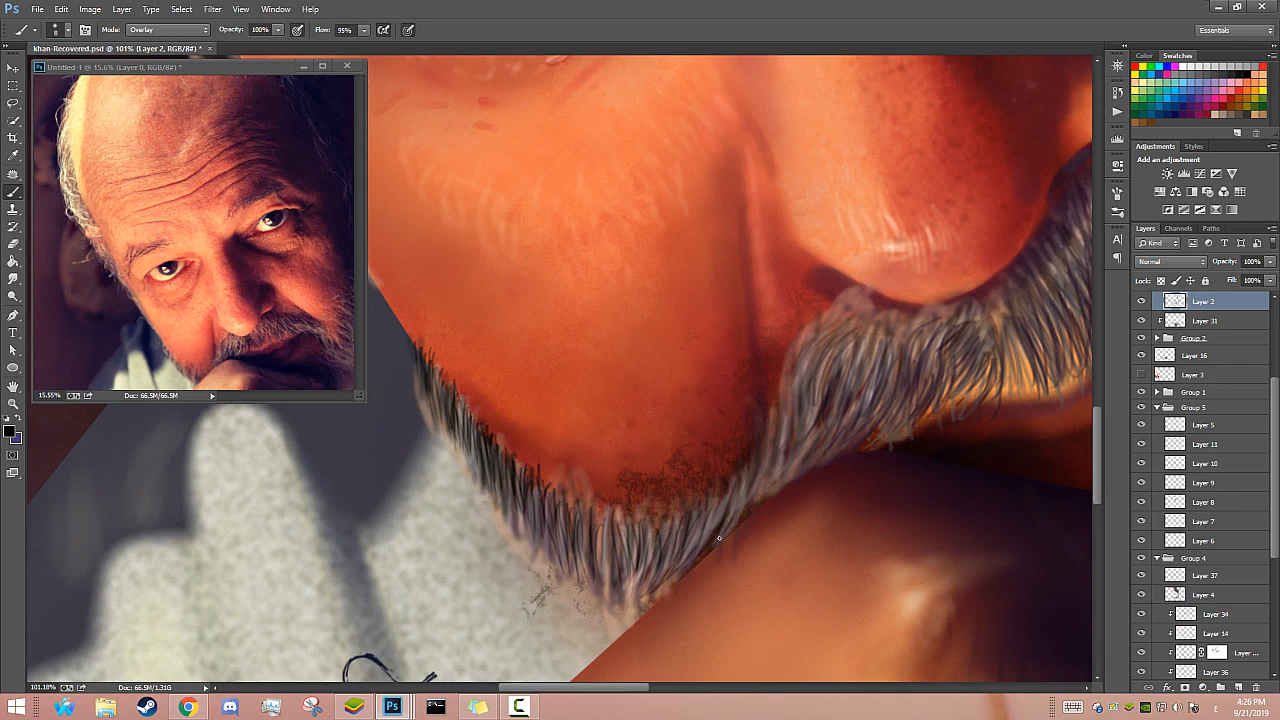 Ps File Edit Image Layer Type Select Filter View Window Help
Mode: Overlay Opacity: 100% Flow: 95% Essentials
khan-Recovered.psd @ 101% (Layer 2, RGB/8#) * ×
Ps Untitled-1 @ 15.6% (Layer 0, RGB/8#) *
15.55% Doc: 66.5M/66.5M
Color Swatches
Adjustments Styles
Add an adjustment
Layers Channels Paths
Kind
Normal Opacity: 100%
Lock: Fill: 100%
Layer 2
Layer 31
Group 2
Layer 16
Layer 3
Group 1
Group 5
Layer 5
Layer 11
Layer 10
Layer 9
Layer 8
Layer 7
Layer 6
Group 4
Layer 37
Layer 4
Layer 34
Layer 14
Layer ...
Layer 36
101.18% Doc: 66.5M/1.31G
Ps
4:26 PM
9/21/2019